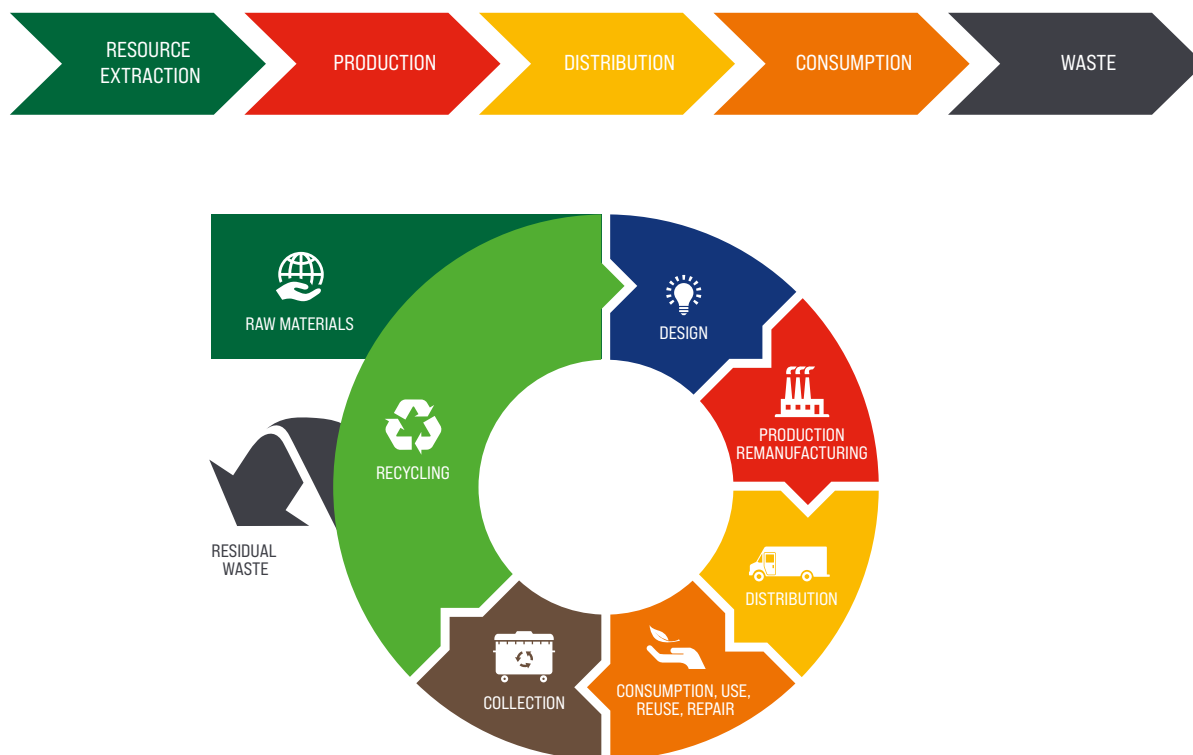 RESOURCE
EXTRACTION
PRODUCTION
DISTRIBUTION
CONSUMPTION
WASTE
RAW MATERIALS
DESIGN
PRODUCTION
REMANUFACTURING
RECYCLING
RESIDUAL
WASTE
DISTRIBUTION
COLLECTION
CONSUMPTION, USE,
REUSE, REPAIR